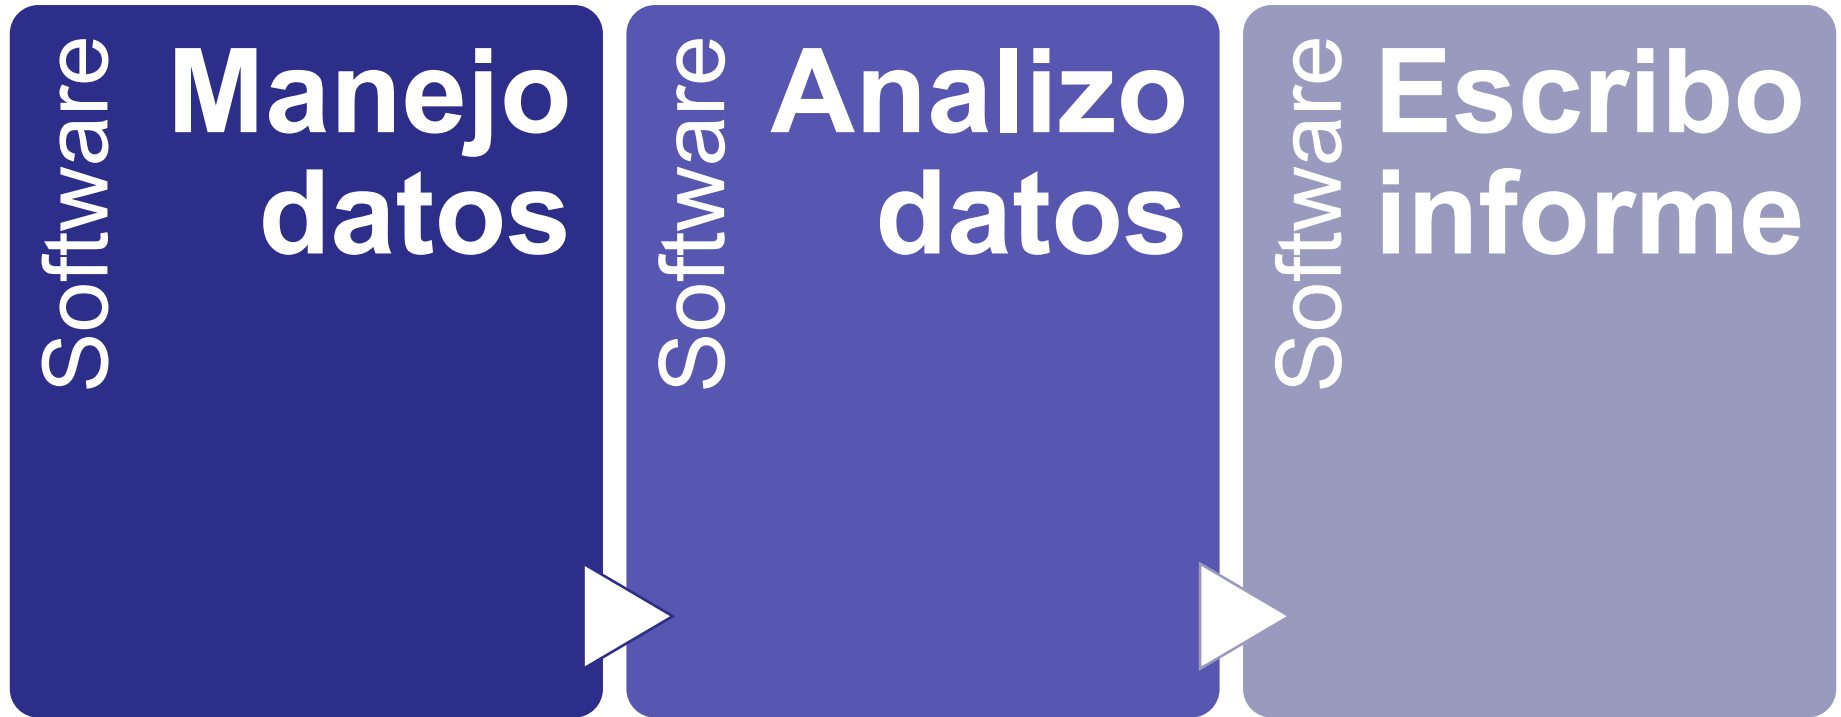 Software
Manejo
datos
Software
Analizo
datos
Software
Escribo
informe